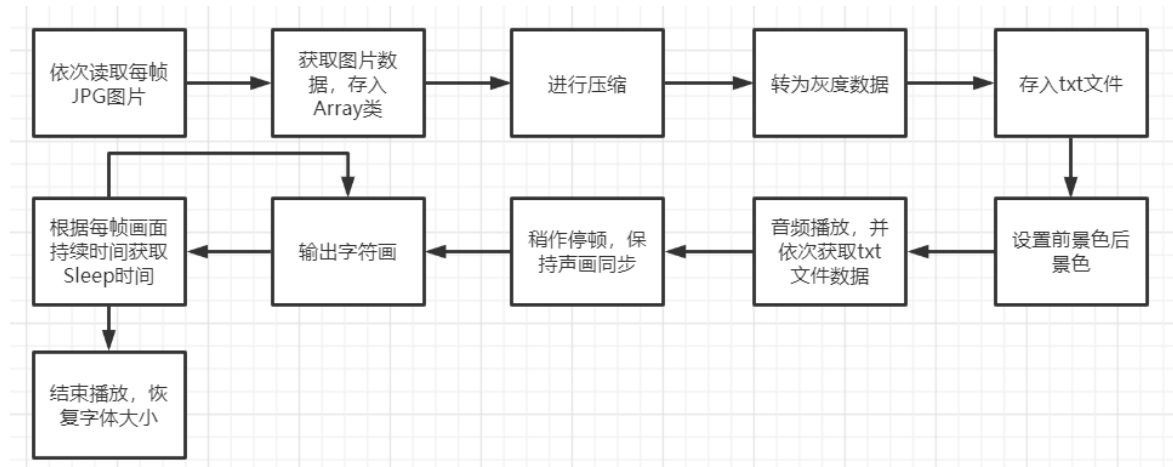 依次读取每帧
JPG图片
获取图片数
据，存入
Array类
进行压缩
转为灰度数据
存入txt文件
根据每帧画面
持续时间获取
Sleep时间
输出字符画
稍作停顿，保
持声画同步
音频播放，并
依次获取txt
文件数据
设置前景色后
景色
结束播放，恢
复字体大小